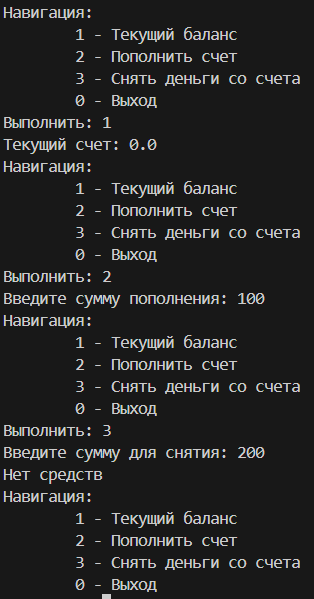 Навигация:
1 - Текущий баланс
2 - Пополнить счет
3 - Снять деньги со счета
0 - Выход
Выполнить: 1
Текущий счет: 0.0
Навигация:
1 - Текущий баланс
2 - Пополнить счет
3 - Снять деньги со счета
0 - Выход
Выполнить: 2
Введите сумму пополнения: 100
Навигация:
1 - Текущий баланс
2 - Пополнить счет
3 - Снять деньги со счета
0 - Выход
Выполнить: 3
Введите сумму для снятия: 200
Нет средств
Навигация:
1 - Текущий баланс
2 - Пополнить счет
3 - Снять деньги со счета
0 - Выход